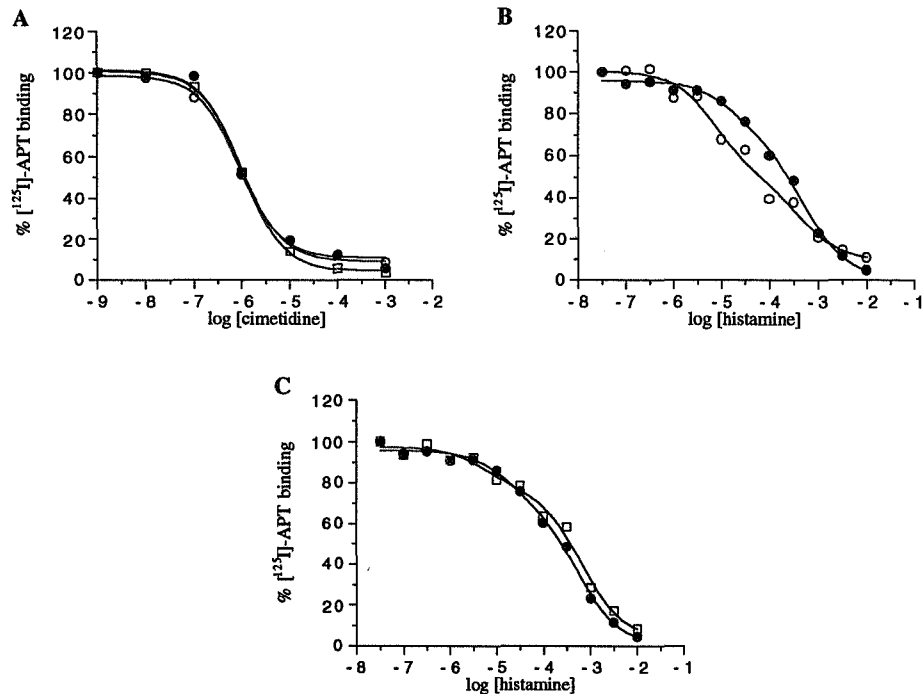 A
120
100
80
60
40
20
0
% [¹²⁵I]-APT binding
-9 -8 -7 -6 -5 -4 -3 -2
log [cimetidine]
B
120
100
80
60
40
20
0
% [¹²⁵I]-APT binding
-8 -7 -6 -5 -4 -3 -2 -1
log [histamine]
C
120
100
80
60
40
20
0
% [¹²⁵I]-APT binding
-8 -7 -6 -5 -4 -3 -2 -1
log [histamine]